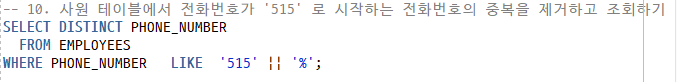 -- 10. 사원 테이블에서 전화번호가 '515' 로 시작하는 전화번호의 중복을 제거하고 조회하기
SELECT DISTINCT PHONE_NUMBER
FROM EMPLOYEES
WHERE PHONE_NUMBER LIKE '515' || '%';